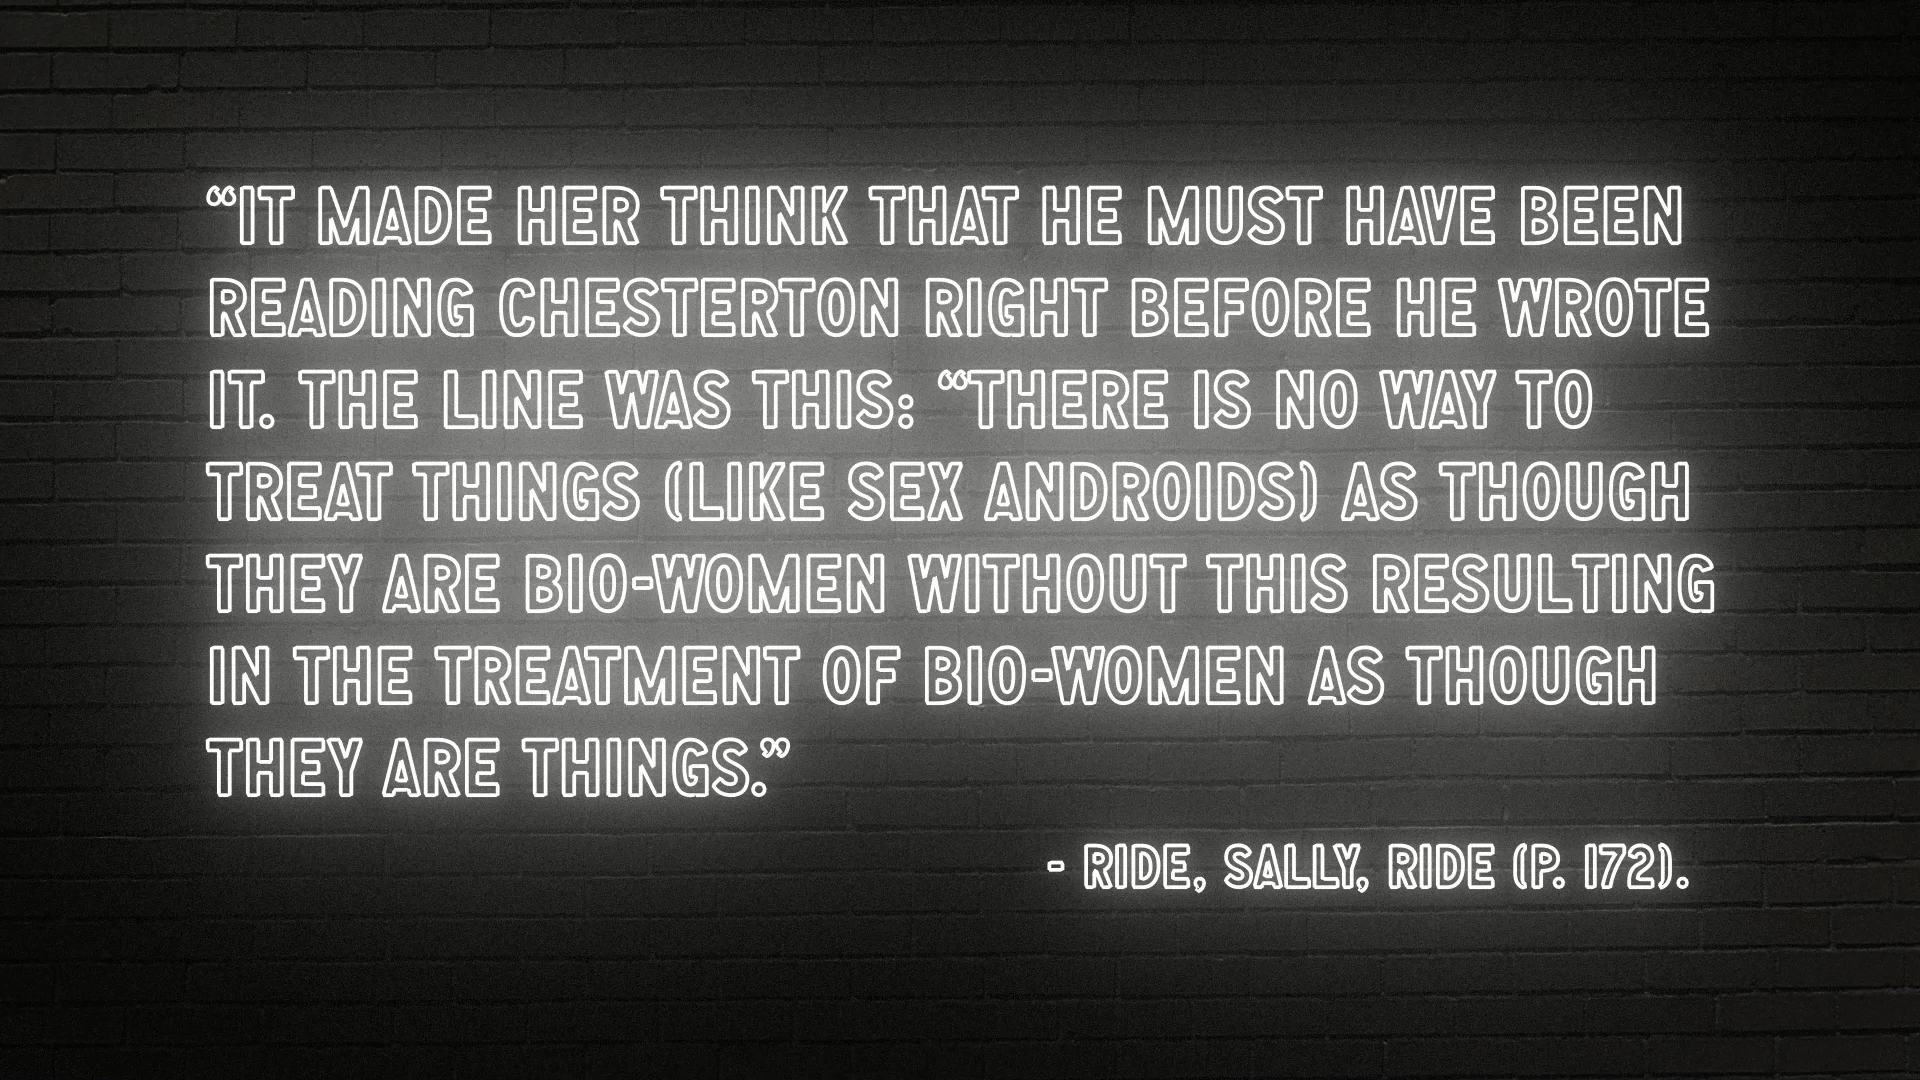 “IT MADE HER THINK THAT HE MUST HAVE BEEN
READING CHESTERTON RIGHT BEFORE HE WROTE
IT. THE LINE WAS THIS: “THERE IS NO WAY TO
TREAT THINGS (LIKE SEX ANDROIDS) AS THOUGH
THEY ARE BIO-WOMEN WITHOUT THIS RESULTING
IN THE TREATMENT OF BIO-WOMEN AS THOUGH
THEY ARE THINGS.”
- RIDE, SALLY, RIDE (P. 172).